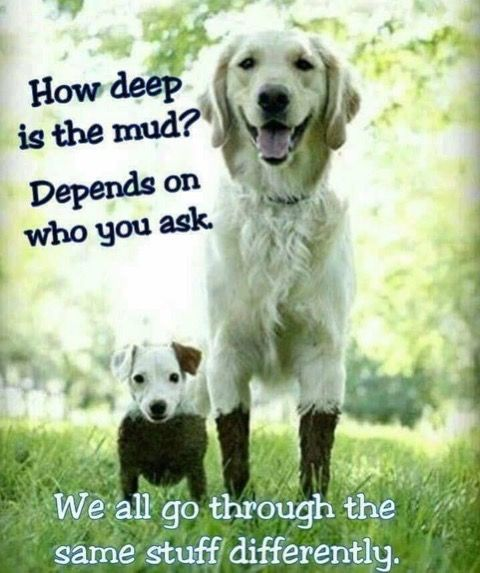 How deep
is the mud?
Depends on
who you ask.
We all go through the
same stuff differently.